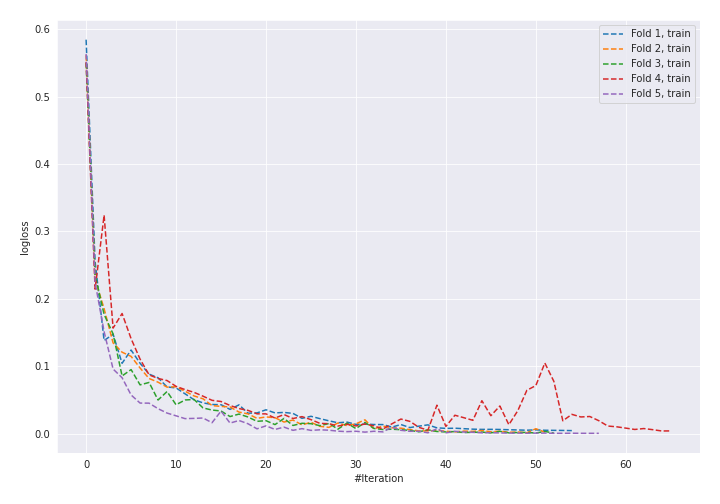 0.6
0.5
0.4
0.3
0.2
0.1
0.0
logloss
0
10
20
30
40
50
60
#Iteration
Fold 1, train
Fold 2, train
Fold 3, train
Fold 4, train
Fold 5, train